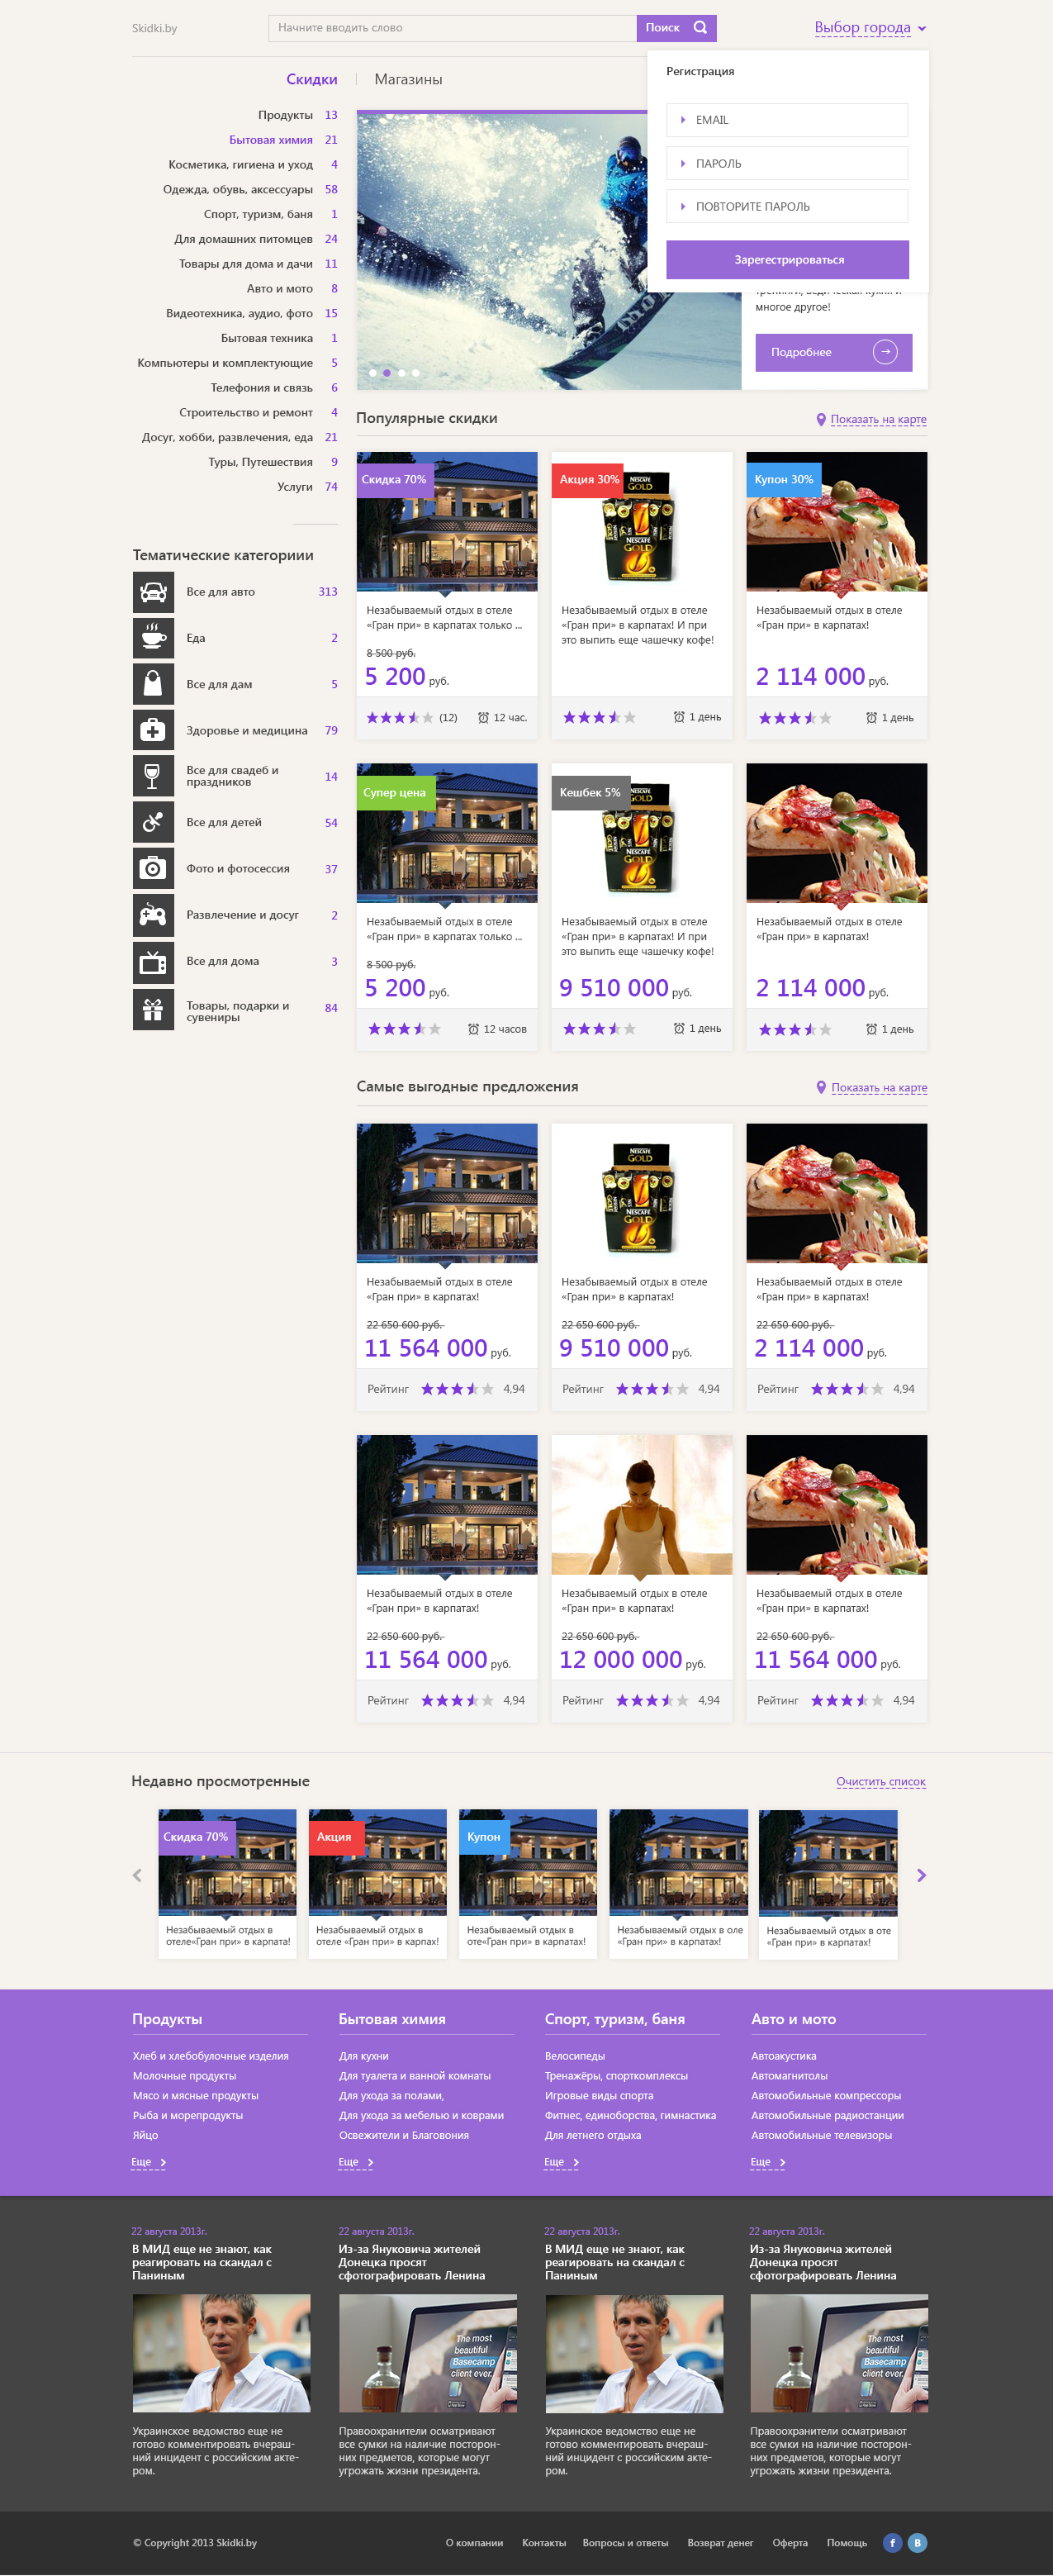 Skidki.by
Начните вводить слово
Поиск
Выбор города
Скидки
Магазины
Регистрация
EMAIL
ПАРОЛЬ
ПОВТОРИТЕ ПАРОЛЬ
Зарегестрироваться
многое другое!
Подробнее
Продукты 13
Бытовая химия 21
Косметика, гигиена и уход 4
Одежда, обувь, аксессуары 58
Спорт, туризм, баня 1
Для домашних питомцев 24
Товары для дома и дачи 11
Авто и мото 8
Видеотехника, аудио, фото 15
Бытовая техника 1
Компьютеры и комплектующие 5
Телефония и связь 6
Строительство и ремонт 4
Досуг, хобби, развлечения, еда 21
Туры, Путешествия 9
Услуги 74
Тематические категориии
Все для авто 313
Еда 2
Все для дам 5
Здоровье и медицина 79
Все для свадеб и
праздников 14
Все для детей 54
Фото и фотосессия 37
Развлечение и досуг 2
Все для дома 3
Товары, подарки и
сувениры 84
Популярные скидки
Показать на карте
Скидка 70%
Незабываемый отдых в отеле
«Гран при» в карпатах только ...
8 500 руб.
5 200 руб.
(12) 12 час.
Акция 30%
NESCAFE
GOLD
Незабываемый отдых в отеле
«Гран при» в карпатах! И при
это выпить еще чашечку кофе!
1 день
Купон 30%
Незабываемый отдых в отеле
«Гран при» в карпатах!
2 114 000 руб.
1 день
Супер цена
Незабываемый отдых в отеле
«Гран при» в карпатах только ...
8 500 руб.
5 200 руб.
12 часов
Кешбек 5%
NESCAFE
GOLD
Незабываемый отдых в отеле
«Гран при» в карпатах! И при
это выпить еще чашечку кофе!
9 510 000 руб.
1 день
Незабываемый отдых в отеле
«Гран при» в карпатах!
2 114 000 руб.
1 день
Самые выгодные предложения
Показать на карте
Незабываемый отдых в отеле
«Гран при» в карпатах!
22 650 600 руб.
11 564 000 руб.
Рейтинг 4,94
NESCAFE
GOLD
Незабываемый отдых в отеле
«Гран при» в карпатах!
22 650 600 руб.
9 510 000 руб.
Рейтинг 4,94
Незабываемый отдых в отеле
«Гран при» в карпатах!
22 650 600 руб.
2 114 000 руб.
Рейтинг 4,94
Незабываемый отдых в отеле
«Гран при» в карпатах!
22 650 600 руб.
11 564 000 руб.
Рейтинг 4,94
Незабываемый отдых в отеле
«Гран при» в карпатах!
22 650 600 руб.
12 000 000 руб.
Рейтинг 4,94
Незабываемый отдых в отеле
«Гран при» в карпатах!
22 650 600 руб.
11 564 000 руб.
Рейтинг 4,94
Недавно просмотренные
Очистить список
Скидка 70%
Незабываемый отдых в
отеле«Гран при» в карпата!
Акция
Незабываемый отдых в
отеле «Гран при» в карпах!
Купон
Незабываемый отдых в
оте«Гран при» в карпатах!
Незабываемый отдых в оле
«Гран при» в карпатах!
Незабываемый отдых в оте
«Гран при» в карпатах!
Продукты
Хлеб и хлебобулочные изделия
Молочные продукты
Мясо и мясные продукты
Рыба и морепродукты
Яйцо
Еще
Бытовая химия
Для кухни
Для туалета и ванной комнаты
Для ухода за полами,
Для ухода за мебелью и коврами
Освежители и Благовония
Еще
Спорт, туризм, баня
Велосипеды
Тренажёры, спорткомплексы
Игровые виды спорта
Фитнес, единоборства, гимнастика
Для летнего отдыха
Еще
Авто и мото
Автоакустика
Автомагнитолы
Автомобильные компрессоры
Автомобильные радиостанции
Автомобильные телевизоры
Еще
22 августа 2013г.
В МИД еще не знают, как
реагировать на скандал с
Паниным
Украинское ведомство еще не
готово комментировать вчераш-
ний инцидент с российским акте-
ром.
22 августа 2013г.
Из-за Януковича жителей
Донецка просят
сфотографировать Ленина
The most
beautiful
Basecamp
client ever.
Правоохранители осматривают
все сумки на наличие посторон-
них предметов, которые могут
угрожать жизни президента.
22 августа 2013г.
В МИД еще не знают, как
реагировать на скандал с
Паниным
Украинское ведомство еще не
готово комментировать вчераш-
ний инцидент с российским акте-
ром.
22 августа 2013г.
Из-за Януковича жителей
Донецка просят
сфотографировать Ленина
The most
beautiful
Basecamp
client ever.
Правоохранители осматривают
все сумки на наличие посторон-
них предметов, которые могут
угрожать жизни президента.
© Copyright 2013 Skidki.by
О компании
Контакты
Вопросы и ответы
Возврат денег
Оферта
Помощь
f
B